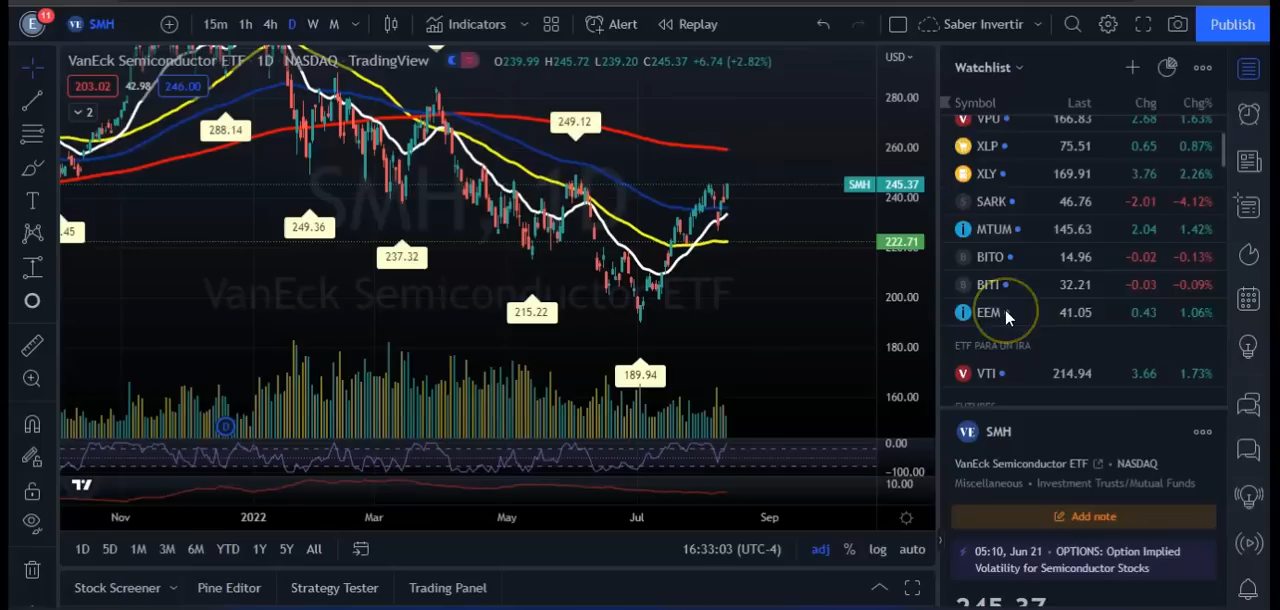 E 11 VE SMH 15m 1h 4h D W M Indicators Alert Replay Saber Invertir Publish
VanEck Semiconductor ETF 1D NASDAQ TradingView O239.99 H245.72 L239.20 C245.37 +6.74 (+2.82%) USD
203.02 42.98 246.00
2
280.00
260.00
240.00
200.00
180.00
160.00
0.00
−100.00
10.00
288.14
249.12
249.36
237.32
215.22
189.94
.45
SMH 245.37
222.71
SMH, 1D
VanEck Semiconductor ETF
D
Nov 2022 Mar May Jul Sep
1D 5D 1M 3M 6M YTD 1Y 5Y All 16:33:03 (UTC-4) adj % log auto
Stock Screener Pine Editor Strategy Tester Trading Panel
Watchlist
Symbol Last Chg Chg%
V VPU 166.83 2.68 1.63%
XLP 75.51 0.65 0.87%
XLY 169.91 3.76 2.26%
S SARK 46.76 −2.01 −4.12%
MTUM 145.63 2.04 1.42%
B BITO 14.96 −0.02 −0.13%
B BITI 32.21 −0.03 −0.09%
EEM 41.05 0.43 1.06%
ETF PARA UN IRA
V VTI 214.94 3.66 1.73%
FUTURES
VE SMH
VanEck Semiconductor ETF • NASDAQ
Miscellaneous • Investment Trusts/Mutual Funds
Add note
05:10, Jun 21 • OPTIONS: Option Implied
Volatility for Semiconductor Stocks
245.37